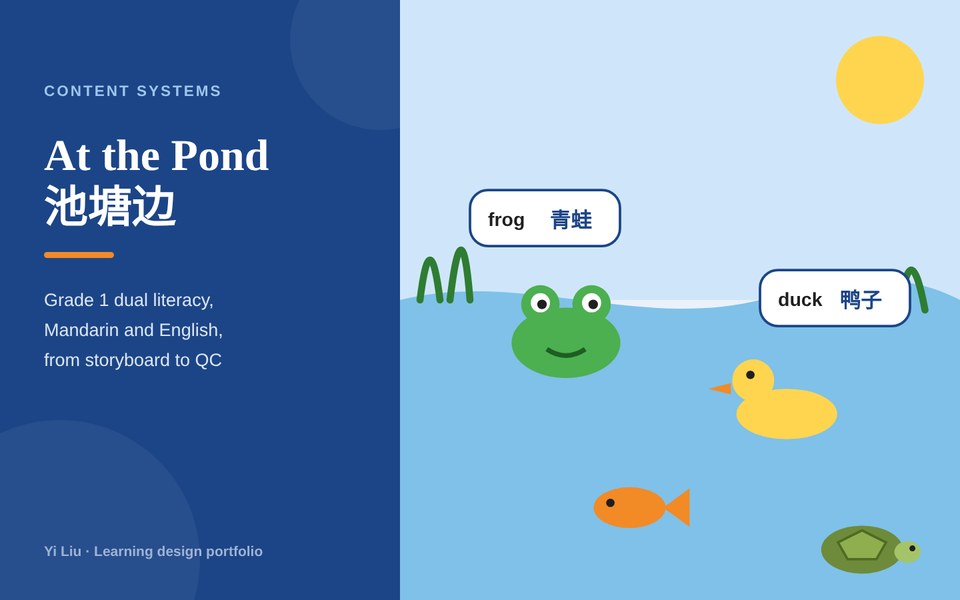 CONTENT SYSTEMS
At the Pond
池塘边
Grade 1 dual literacy,
Mandarin and English,
from storyboard to QC
Yi Liu · Learning design portfolio
frog 青蛙
duck 鸭子